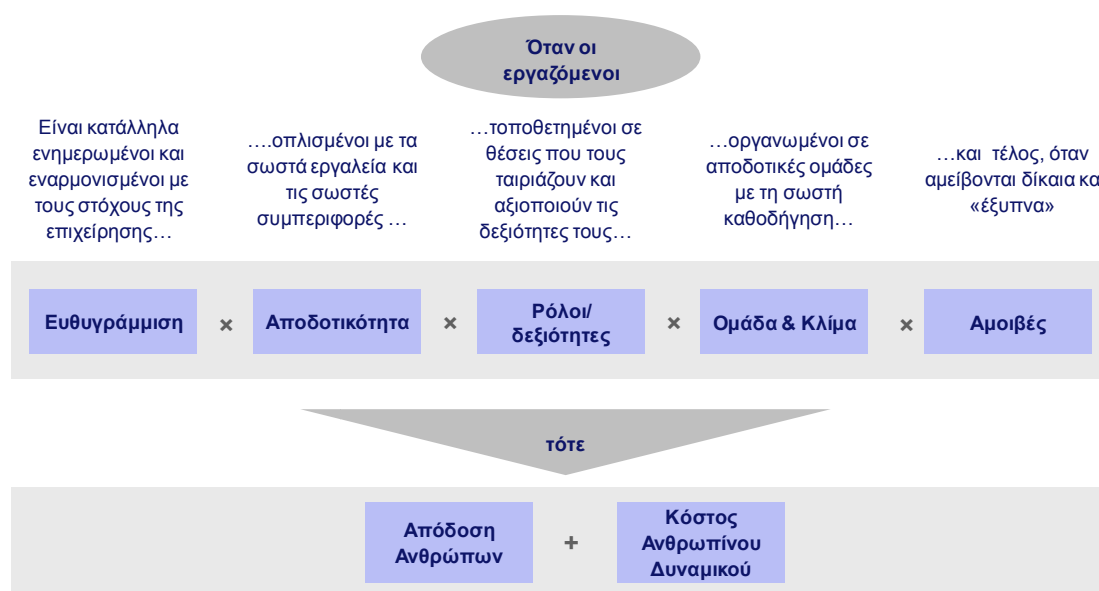 Όταν οι
εργαζόμενοι
Είναι κατάλληλα
ενημερωμένοι και
εναρμονισμένοι με
τους στόχους της
επιχείρησης…
….οπλισμένοι με τα
σωστά εργαλεία και
τις σωστές
συμπεριφορές …
…τοποθετημένοι σε
θέσεις που τους
ταιριάζουν και
αξιοποιούν τις
δεξιότητες τους…
…οργανωμένοι σε
αποδοτικές ομάδες
με τη σωστή
καθοδήγηση…
…και τέλος, όταν
αμείβονται δίκαια κα
«έξυπνα»
Ευθυγράμμιση
×
Αποδοτικότητα
×
Ρόλοι/
δεξιότητες
×
Ομάδα & Κλίμα
×
Αμοιβές
τότε
Απόδοση
Ανθρώπων
+
Κόστος
Ανθρωπίνου
Δυναμικού